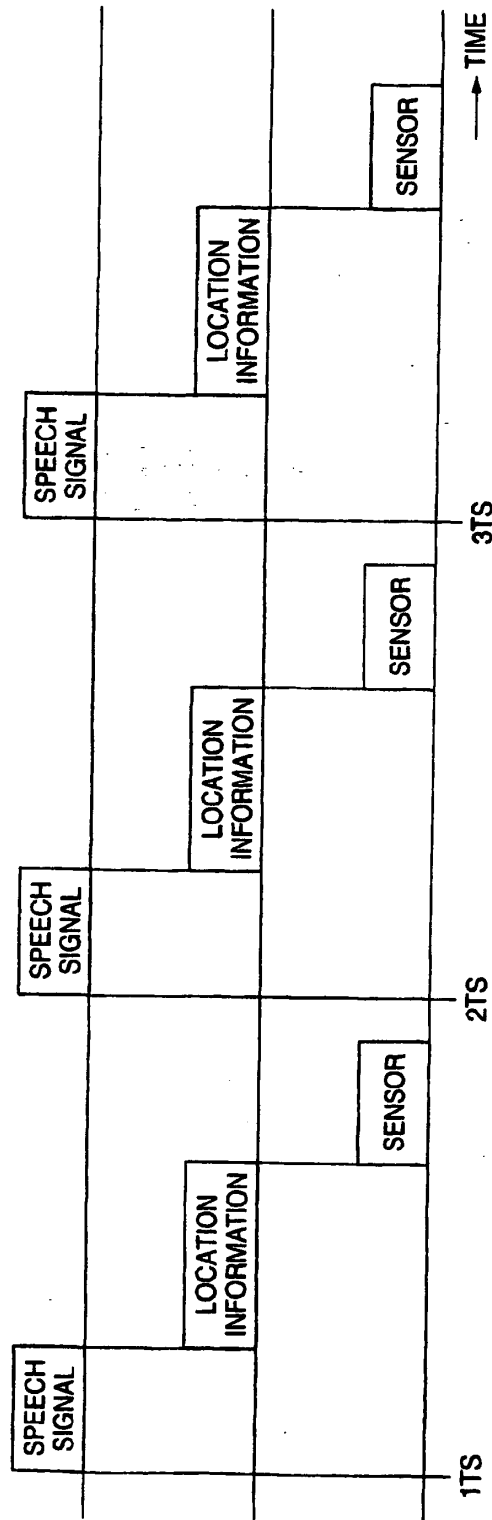 SPEECH
SIGNAL
LOCATION
INFORMATION
SENSOR
SPEECH
SIGNAL
LOCATION
INFORMATION
SENSOR
SPEECH
SIGNAL
LOCATION
INFORMATION
SENSOR
1TS
2TS
3TS
TIME